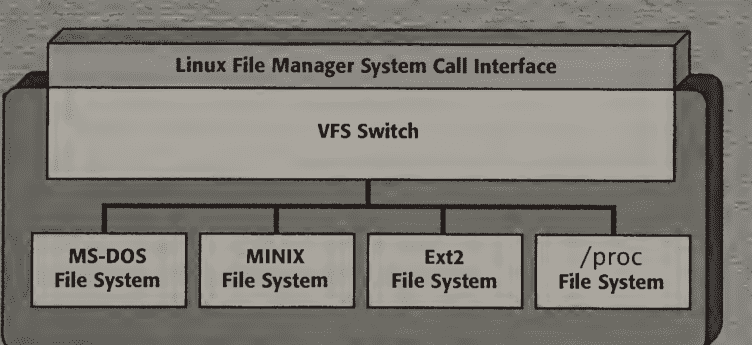 Linux File Manager System Call Interface
VFS Switch
MS-DOS
File System
MINIX
File System
Ext2
File System
/proc
File System